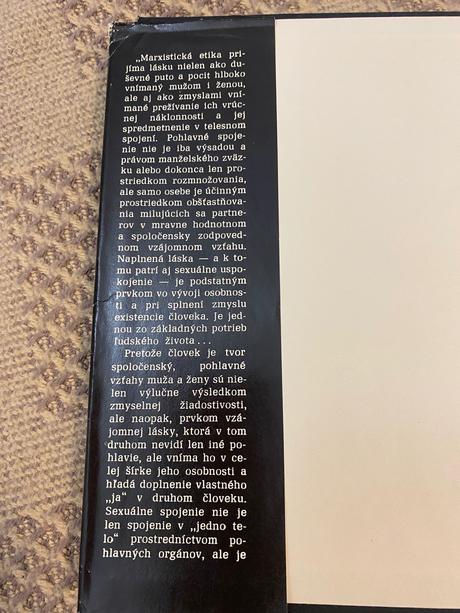 „Marxistická etika pri-
jíma lásku nielen ako du-
ševné puto a pocit hlboko
vnímaný mužom i ženou,
ale aj ako zmyslami vní-
mané prežívanie ich vrúc-
nej náklonnosti a jej
spredmetnenie v telesnom
spojení. Pohlavné spoje-
nie nie je iba výsadou a
právom manželského zväz-
ku alebo dokonca len pro-
striedkom rozmnožovania,
ale samo osebe je účinným
prostriedkom obšťastňova-
nia milujúcich sa partne-
rov v mravne hodnotnom
a spoločensky zodpoved-
nom vzájomnom vzťahu.
Naplnená láska — a k to-
mu patrí aj sexuálne uspo-
kojenie — je podstatným
prvkom vo vývoji osobnos-
ti a pri splnení zmyslu
existencie človeka. Je jed-
nou zo základných potrieb
ľudského života...
Pretože človek je tvor
spoločenský, pohlavné
vzťahy muža a ženy sú nie-
len výlučne výsledkom
zmyselnej žiadostivosti,
ale naopak, prvkom vzá-
jomnej lásky, ktorá v tom
druhom nevidí len iné po-
hlavie, ale vníma ho v ce-
lej šírke jeho osobnosti a
hľadá doplnenie vlastného
„ja“ v druhom človeku.
Sexuálne spojenie nie je
len spojenie v „jedno te-
lo“ prostredníctvom po-
hlavných orgánov, ale je